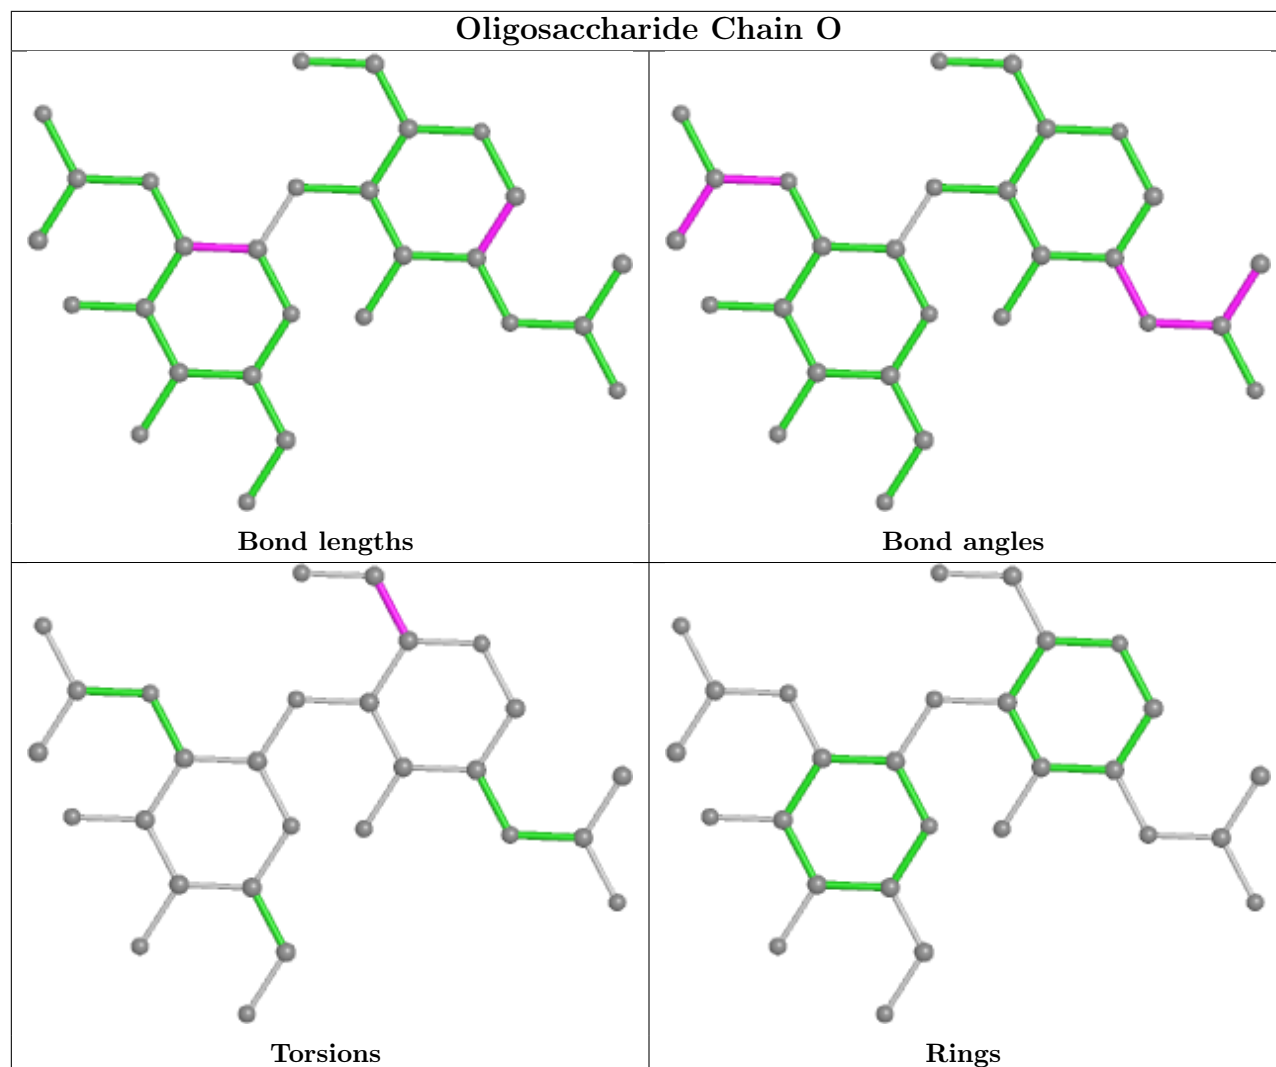 Oligosaccharide Chain O
Bond lengths
Bond angles
Torsions
Rings